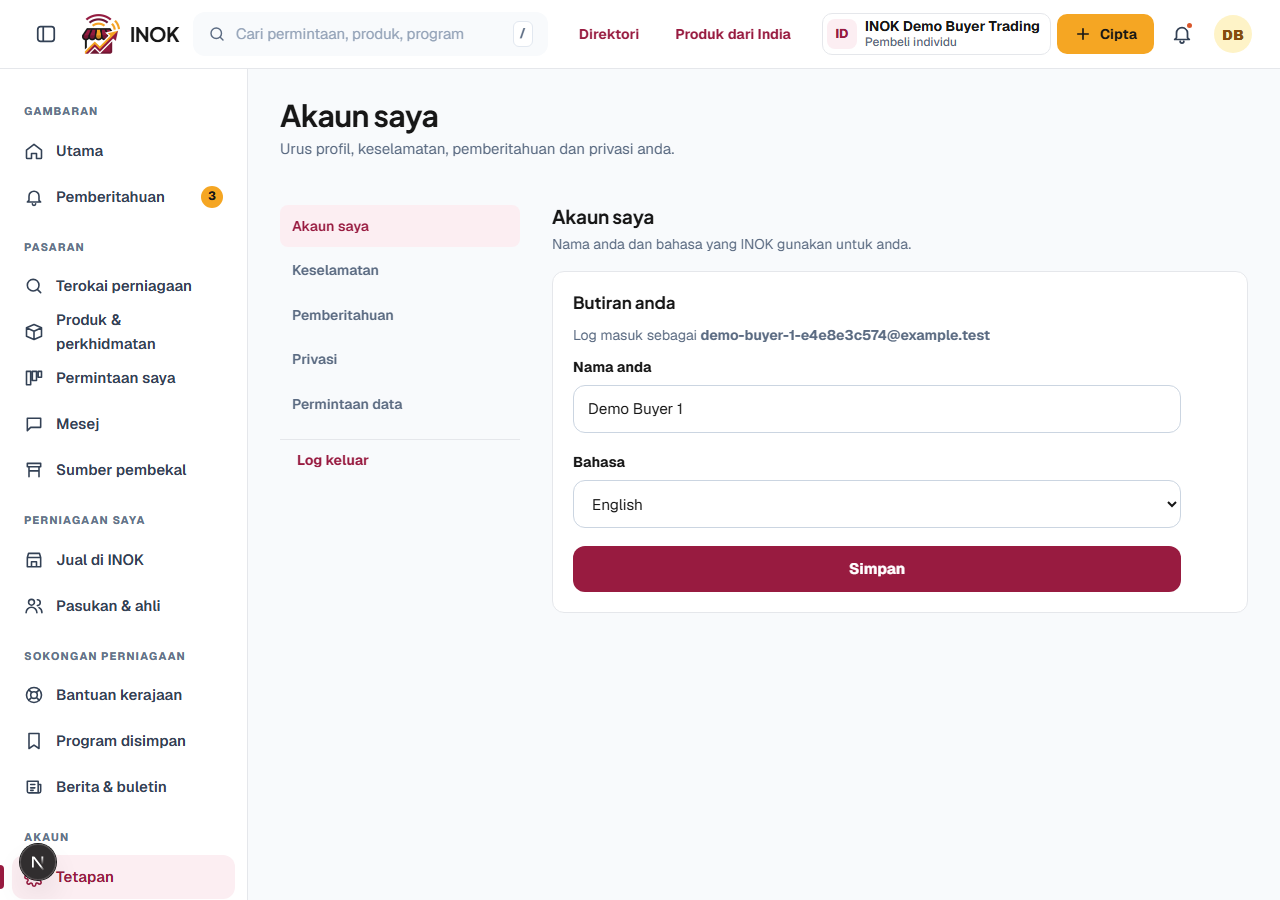 INOK
Cari permintaan, produk, program
/
Direktori
Produk dari India
ID
INOK Demo Buyer Trading
Pembeli individu
Cipta
DB
GAMBARAN
Utama
Pemberitahuan
3
PASARAN
Terokai perniagaan
Produk &
perkhidmatan
Permintaan saya
Mesej
Sumber pembekal
PERNIAGAAN SAYA
Jual di INOK
Pasukan & ahli
SOKONGAN PERNIAGAAN
Bantuan kerajaan
Program disimpan
Berita & buletin
AKAUN
N
Tetapan
Akaun saya
Urus profil, keselamatan, pemberitahuan dan privasi anda.
Akaun saya
Keselamatan
Pemberitahuan
Privasi
Permintaan data
Log keluar
Akaun saya
Nama anda dan bahasa yang INOK gunakan untuk anda.
Butiran anda
Log masuk sebagai demo-buyer-1-e4e8e3c574@example.test
Nama anda
Demo Buyer 1
Bahasa
English
Simpan